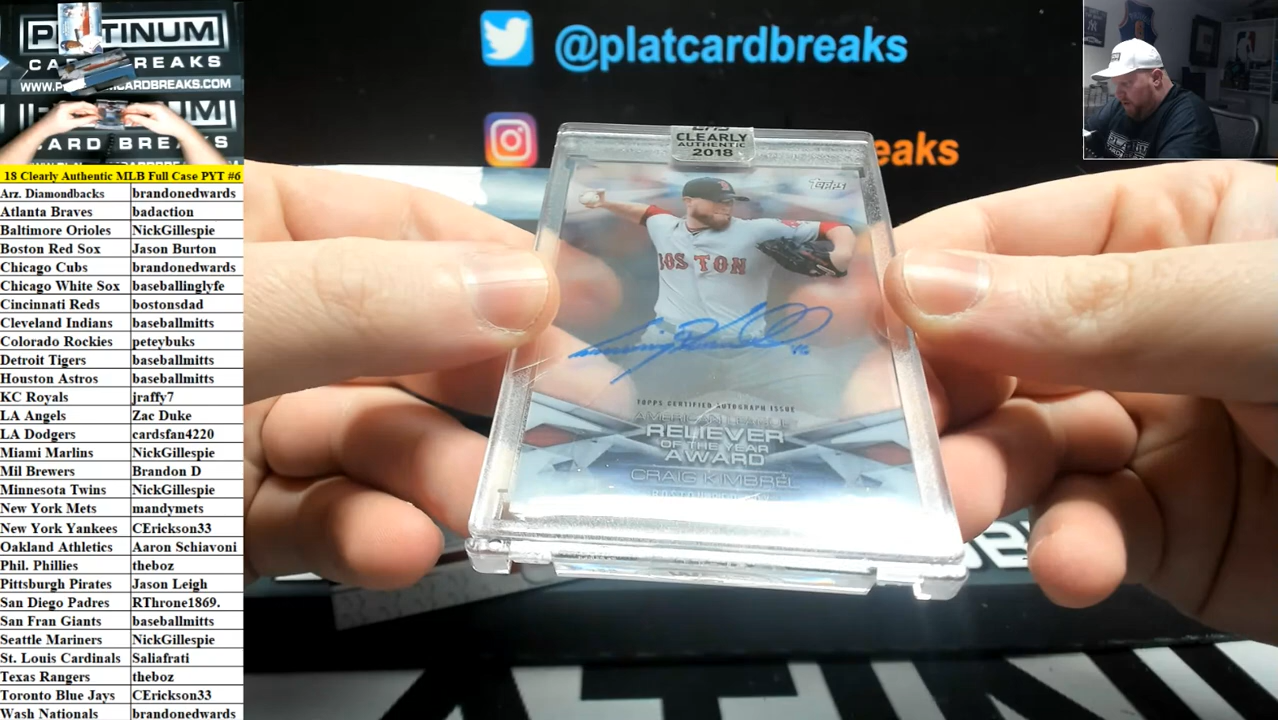 PLATINUM
CARD BREAKS
CARD BREAKS
@platcardbreaks
eaks
18 Clearly Authentic MLB Full Case PYT #6
Arz. Diamondbacks brandonedwards
Atlanta Braves badaction
Baltimore Orioles NickGillespie
Boston Red Sox Jason Burton
Chicago Cubs brandonedwards
Chicago White Sox baseballinglyfe
Cincinnati Reds bostonsdad
Cleveland Indians baseballmitts
Colorado Rockies peteybuks
Detroit Tigers baseballmitts
Houston Astros baseballmitts
KC Royals jraffy7
LA Angels Zac Duke
LA Dodgers cardsfan4220
Miami Marlins NickGillespie
Mil Brewers Brandon D
Minnesota Twins NickGillespie
New York Mets mandymets
New York Yankees CErickson33
Oakland Athletics Aaron Schiavoni
Phil. Phillies theboz
Pittsburgh Pirates Jason Leigh
San Diego Padres RThrone1869.
San Fran Giants baseballmitts
Seattle Mariners NickGillespie
St. Louis Cardinals Saliafrati
Texas Rangers theboz
Toronto Blue Jays CErickson33
Wash Nationals brandonedwards
CLEARLY
AUTHENTIC
2018
Topps
BOSTON
TOPPS CERTIFIED AUTOGRAPH ISSUE
AMERICAN LEAGUE
RELIEVER
OF THE YEAR
AWARD
CRAIG KIMBREL